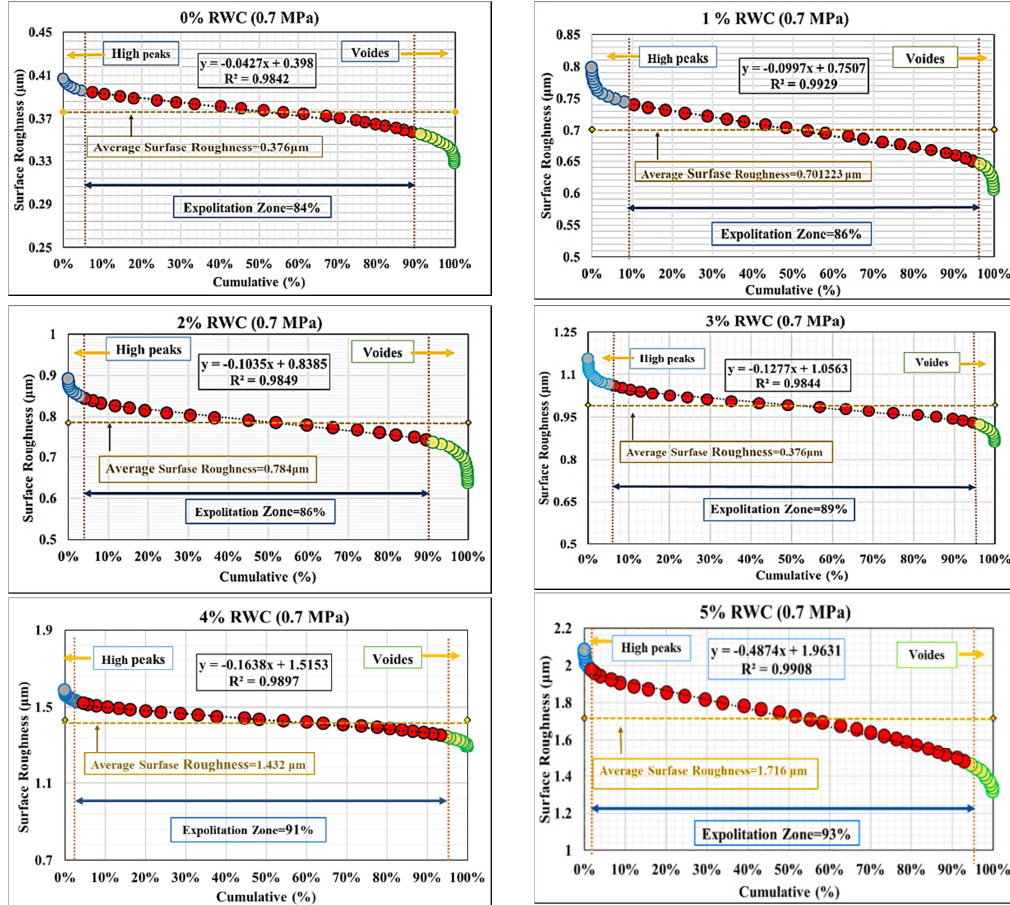 0% RWC (0.7 MPa)
0.45
0.41
0.37
0.33
0.29
0.25
Surface Roughness (µm)
High peaks
Voides
y = -0.0427x + 0.398
R² = 0.9842
Average Surfase Roughness=0.376µm
Expolitation Zone=84%
0% 10% 20% 30% 40% 50% 60% 70% 80% 90% 100%
Cumulative (%)
1 % RWC (0.7 MPa)
0.85
0.8
0.75
0.7
0.65
0.6
0.55
0.5
Surface Roughness (µm)
High peaks
Voides
y = -0.0997x + 0.7507
R² = 0.9929
Average Surfase Roughness=0.701223 µm
Expolitation Zone=86%
0% 10% 20% 30% 40% 50% 60% 70% 80% 90% 100%
Cumulative (%)
2% RWC (0.7 MPa)
1
0.9
0.8
0.7
0.6
0.5
Surface Roughness (µm)
High peaks
Voides
y = -0.1035x + 0.8385
R² = 0.9849
Average Surfase Roughness=0.784µm
Expolitation Zone=86%
0% 10% 20% 30% 40% 50% 60% 70% 80% 90% 100%
Cumulative (%)
3% RWC (0.7 MPa)
1.25
1.1
0.95
0.8
0.65
0.5
Surface Roughness (µm)
High peaks
Voides
y = -0.1277x + 1.0563
R² = 0.9844
Average Surfase Roughness=0.376µm
Expolitation Zone=89%
0% 10% 20% 30% 40% 50% 60% 70% 80% 90% 100%
Cumulative (%)
4% RWC (0.7 MPa)
1.9
1.5
1.1
0.7
Surface Roughness (µm)
High peaks
Voides
y = -0.1638x + 1.5153
R² = 0.9897
Average Surfase Roughness=1.432 µm
Expolitation Zone=91%
0% 10% 20% 30% 40% 50% 60% 70% 80% 90% 100%
Cumulative (%)
5% RWC (0.7 MPa)
2.2
2
1.8
1.6
1.4
1.2
1
Surface Roughness (µm)
High peaks
Voides
y = -0.4874x + 1.9631
R² = 0.9908
Average Surfase Roughness=1.716 µm
Expolitation Zone=93%
0% 10% 20% 30% 40% 50% 60% 70% 80% 90% 100%
Cumulative (%)